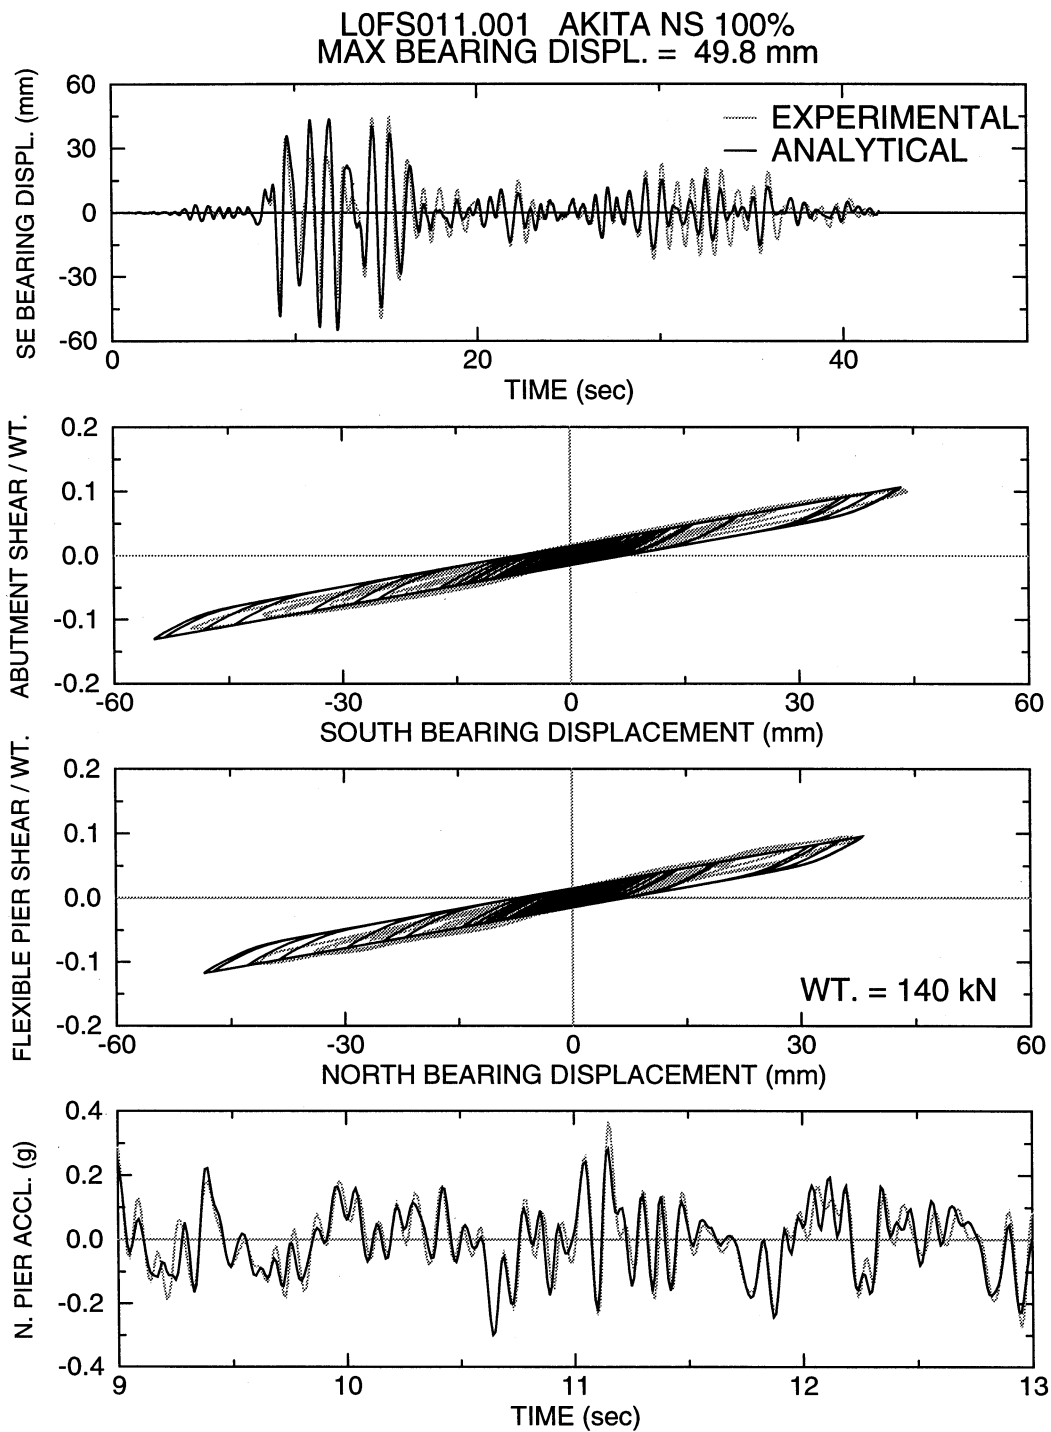 L0FS011.001 AKITA NS 100%
MAX BEARING DISPL. = 49.8 mm
SE BEARING DISPL. (mm)
60
30
0
-30
-60
EXPERIMENTAL
ANALYTICAL
0 20 40
TIME (sec)
ABUTMENT SHEAR / WT.
0.2
0.1
0.0
-0.1
-0.2
-60 -30 0 30 60
SOUTH BEARING DISPLACEMENT (mm)
FLEXIBLE PIER SHEAR / WT.
0.2
0.1
0.0
-0.1
-0.2
WT. = 140 kN
-60 -30 0 30 60
NORTH BEARING DISPLACEMENT (mm)
N. PIER ACCL. (g)
0.4
0.2
0.0
-0.2
-0.4
9 10 11 12 13
TIME (sec)